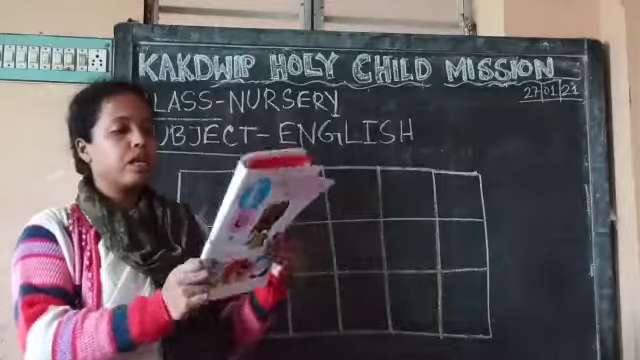 KAKDWIP HOLY CHILD MISSION
27 01 21
LASS-NURSERY
UBJECT-ENGLISH